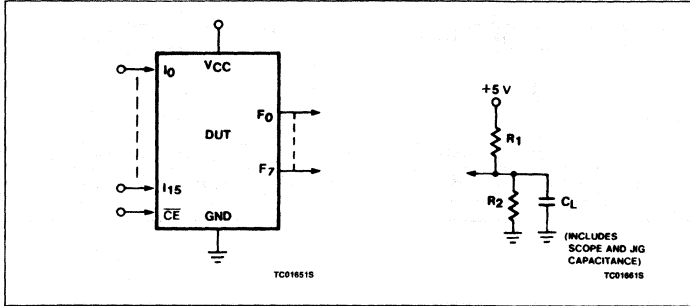 VCC
I0
F0
DUT
F7
I15
CE
GND
TC01651S
+5 V
R1
R2
CL
(INCLUDES
SCOPE AND JIG
CAPACITANCE)
TC01661S